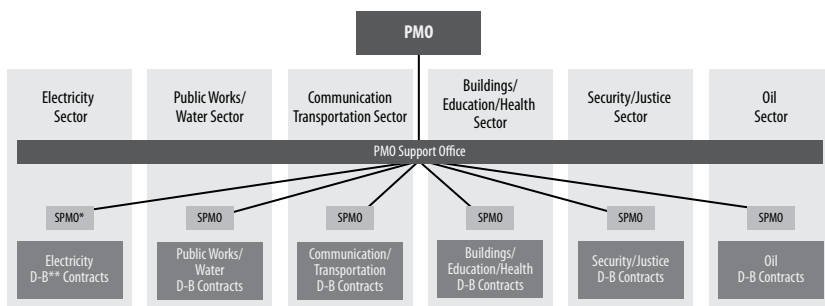 PMO
Electricity
Sector
Public Works/
Water Sector
Communication
Transportation Sector
Buildings/
Education/Health
Sector
Security/Justice
Sector
Oil
Sector
PMO Support Office
SPMO*
SPMO
SPMO
SPMO
SPMO
SPMO
Electricity
D-B** Contracts
Public Works/
Water
D-B Contracts
Communication/
Transportation
D-B Contracts
Buildings/
Education/Health
D-B Contracts
Security/Justice
D-B Contracts
Oil
D-B Contracts